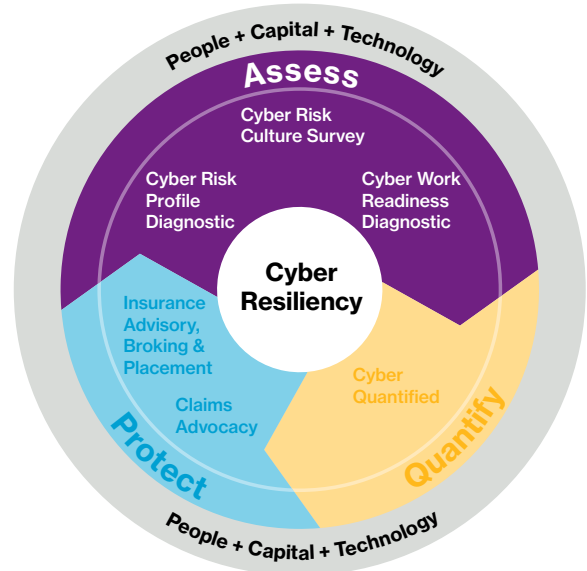 People + Capital + Technology
Assess
Cyber Risk
Culture Survey
Cyber Risk
Profile
Diagnostic
Cyber Work
Readiness
Diagnostic
Cyber
Resiliency
Insurance
Advisory,
Broking &
Placement
Claims
Advocacy
Cyber
Quantified
Protect
Quantify
People + Capital + Technology